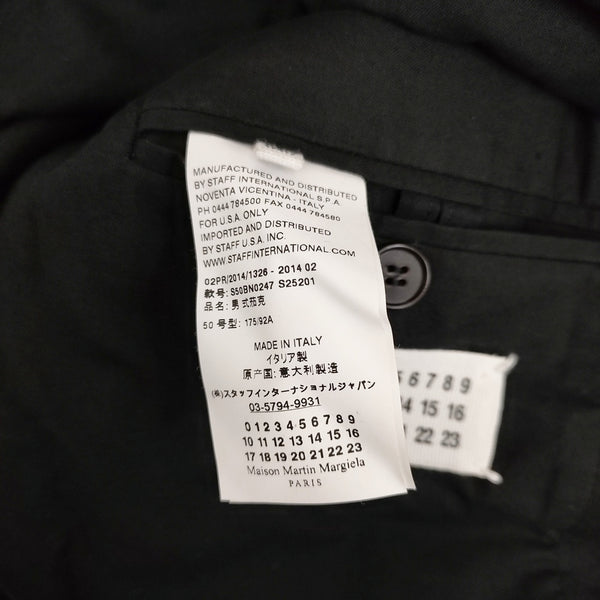 MANUFACTURED AND DISTRIBUTED
BY STAFF INTERNATIONAL S.P.A.
NOVENTA VICENTINA - ITALY
PH 0444 784500 FAX 0444 784580
FOR U.S.A. ONLY
IMPORTED AND DISTRIBUTED
BY STAFF U.S.A. INC.
WWW.STAFFINTERNATIONAL.COM
02PR/2014/1326 - 2014 02
款号: S50BN0247 S25201
品名: 男式茄克
50 号型: 175/92A
MADE IN ITALY
イタリア製
原产国: 意大利製造
(株)スタッフインターナショナルジャパン
03-5794-9931
0 1 2 3 4 5 6 7 8 9
10 11 12 13 14 15 16
17 18 19 20 21 22 23
Maison Martin Margiela
PARIS
5 6 7 8 9
4 15 16
1 22 23